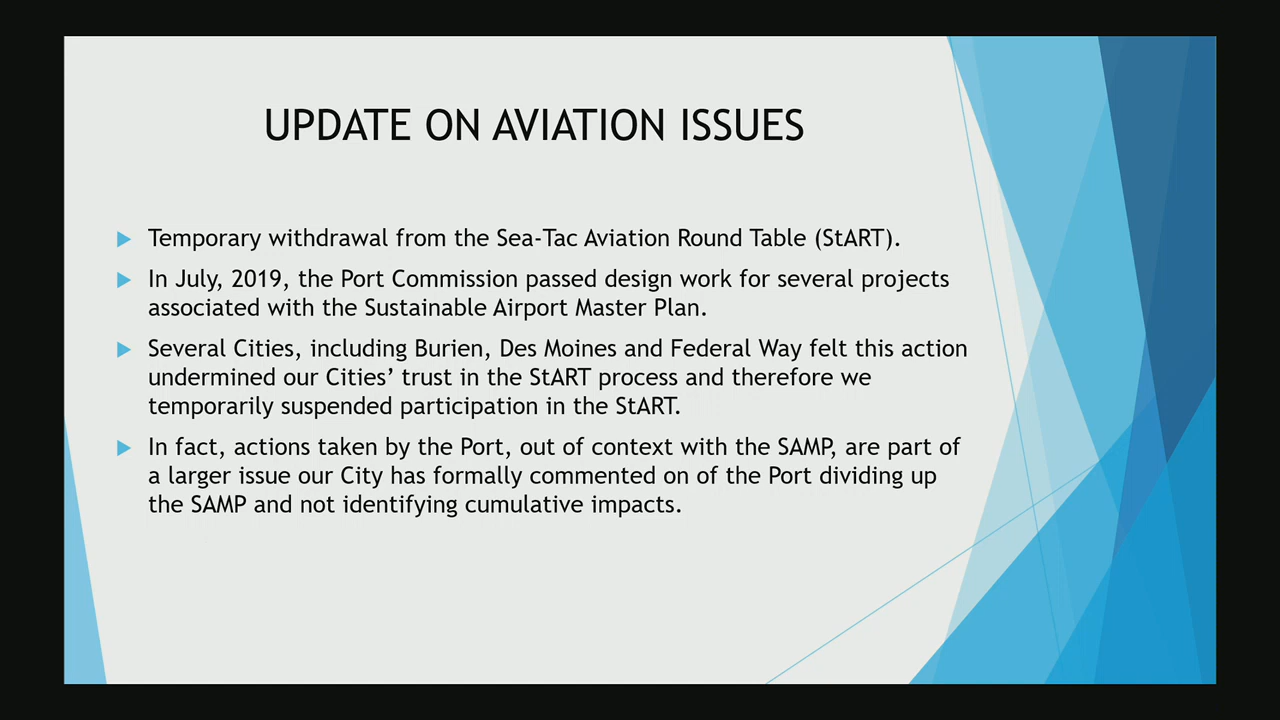 UPDATE ON AVIATION ISSUES
Temporary withdrawal from the Sea-Tac Aviation Round Table (StART).
In July, 2019, the Port Commission passed design work for several projects
associated with the Sustainable Airport Master Plan.
Several Cities, including Burien, Des Moines and Federal Way felt this action
undermined our Cities’ trust in the StART process and therefore we
temporarily suspended participation in the StART.
In fact, actions taken by the Port, out of context with the SAMP, are part of
a larger issue our City has formally commented on of the Port dividing up
the SAMP and not identifying cumulative impacts.